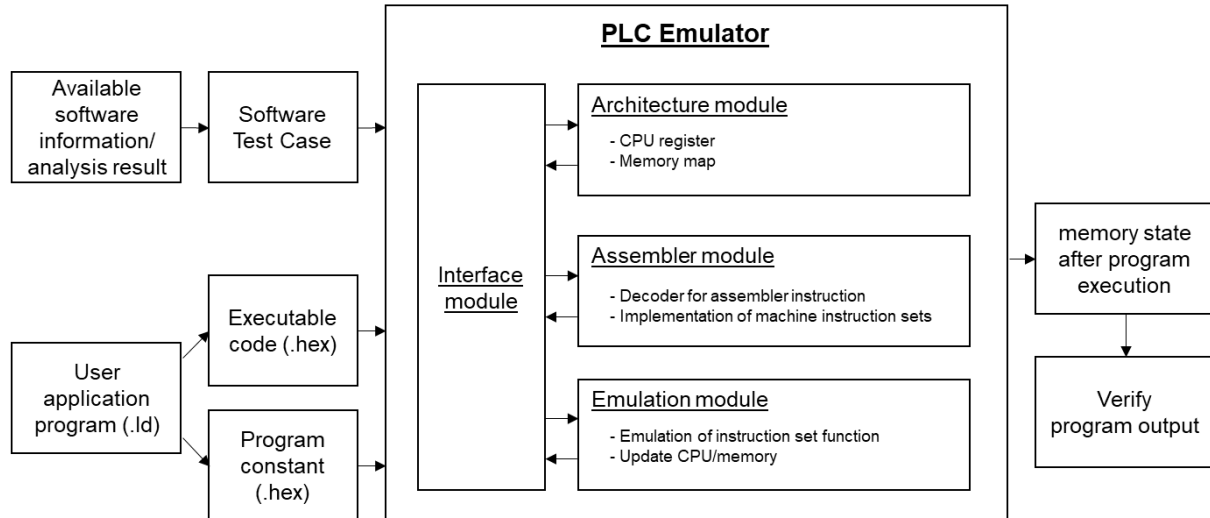 PLC Emulator
Available
software
information/
analysis result
Software
Test Case
User
application
program (.ld)
Executable
code (.hex)
Program
constant
(.hex)
Interface
module
Architecture module
- CPU register
- Memory map
Assembler module
- Decoder for assembler instruction
- Implementation of machine instruction sets
Emulation module
- Emulation of instruction set function
- Update CPU/memory
memory state
after program
execution
Verify
program output